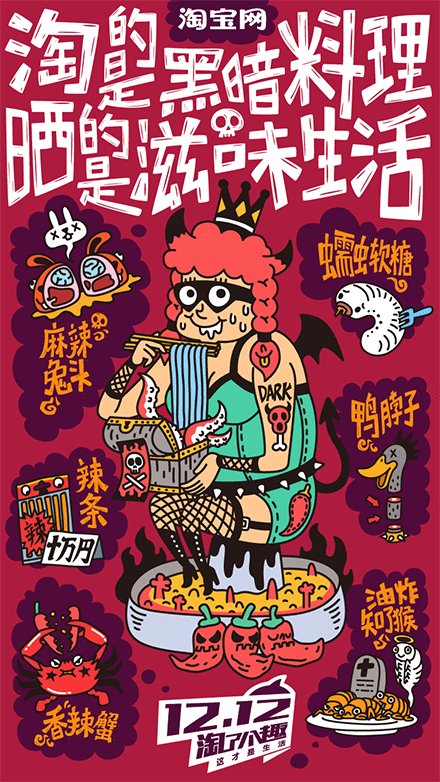 淘宝网
淘的是黑暗料理
晒的是滋味生活
麻辣兔头
蠕虫软糖
DARK
鸭脖子
辣条
辣
十万円
香辣蟹
油炸知了猴
12.12
淘了个趣
这才是生活